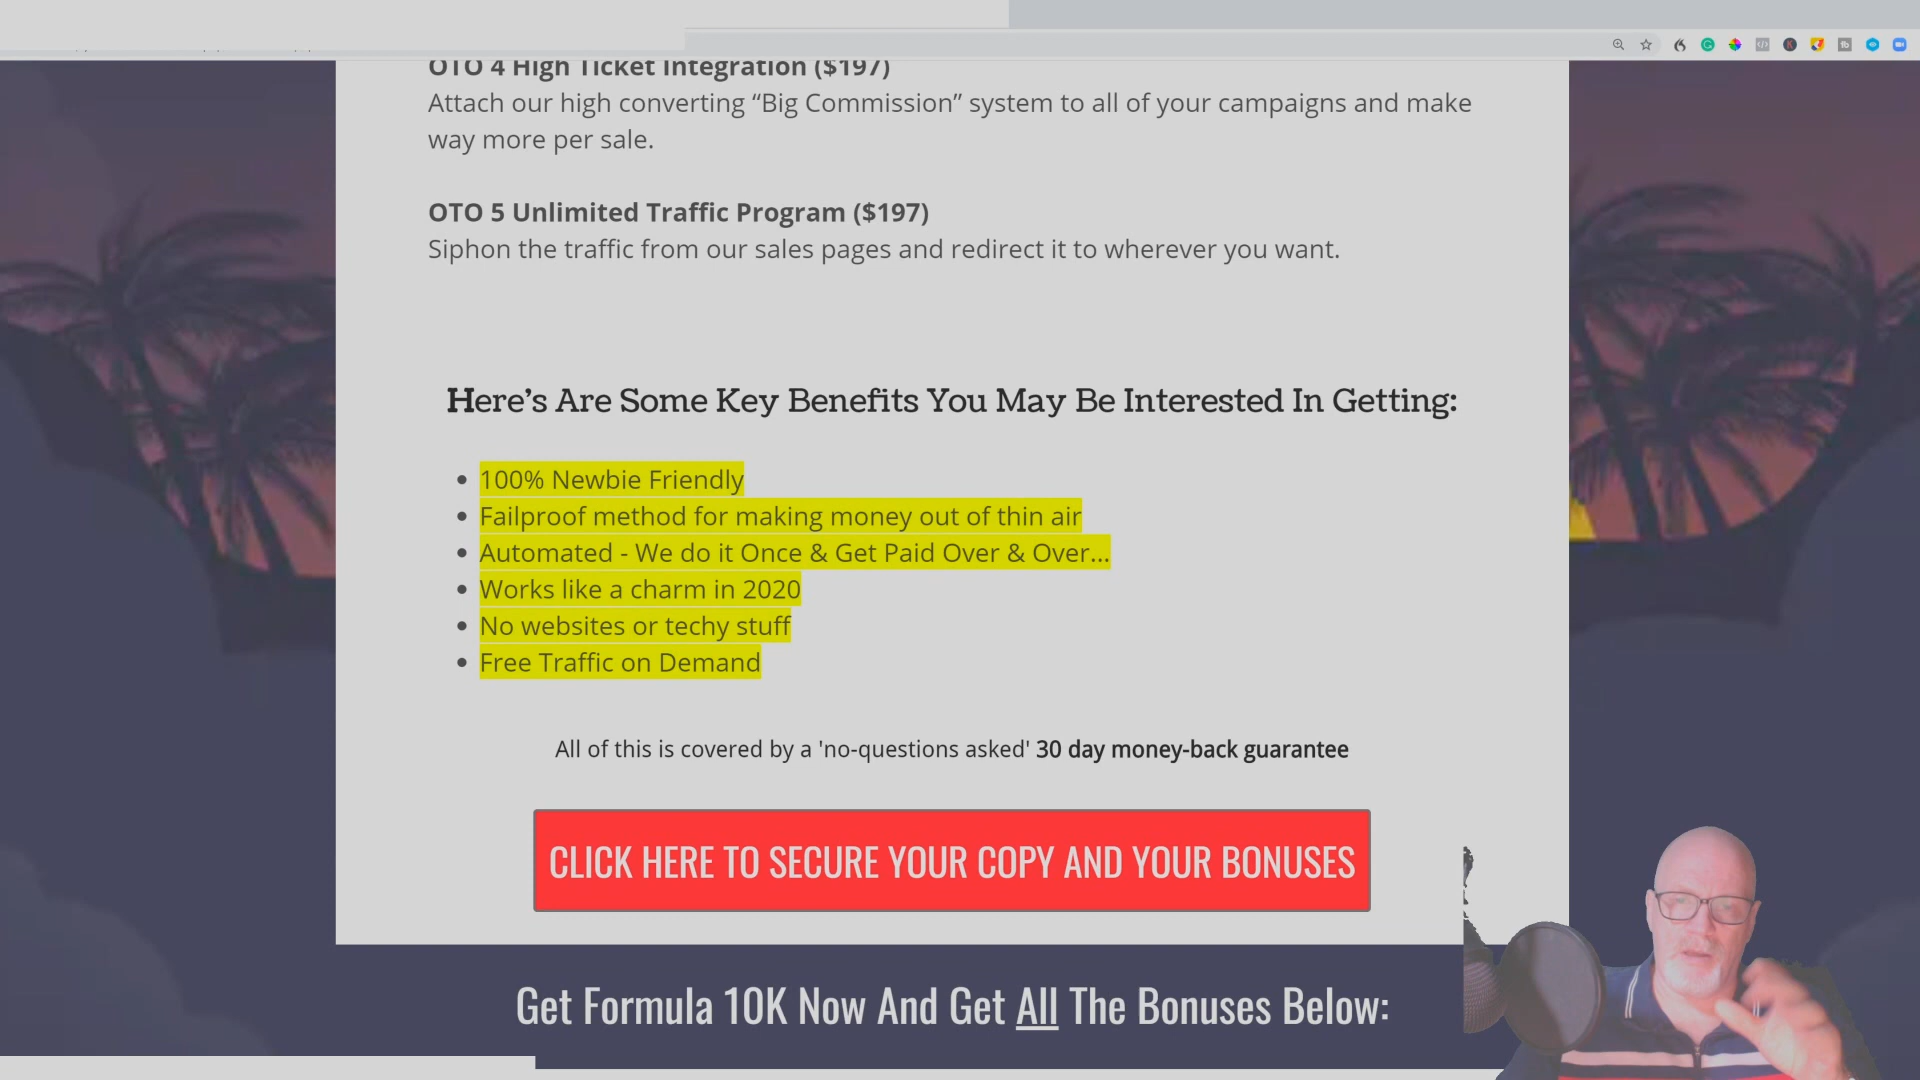 OTO 4 High Ticket Integration ($197)
Attach our high converting “Big Commission” system to all of your campaigns and make
way more per sale.
OTO 5 Unlimited Traffic Program ($197)
Siphon the traffic from our sales pages and redirect it to wherever you want.
Here’s Are Some Key Benefits You May Be Interested In Getting:
100% Newbie Friendly
Failproof method for making money out of thin air
Automated - We do it Once & Get Paid Over & Over...
Works like a charm in 2020
No websites or techy stuff
Free Traffic on Demand
All of this is covered by a 'no-questions asked' 30 day money-back guarantee
CLICK HERE TO SECURE YOUR COPY AND YOUR BONUSES
Get Formula 10K Now And Get All The Bonuses Below: